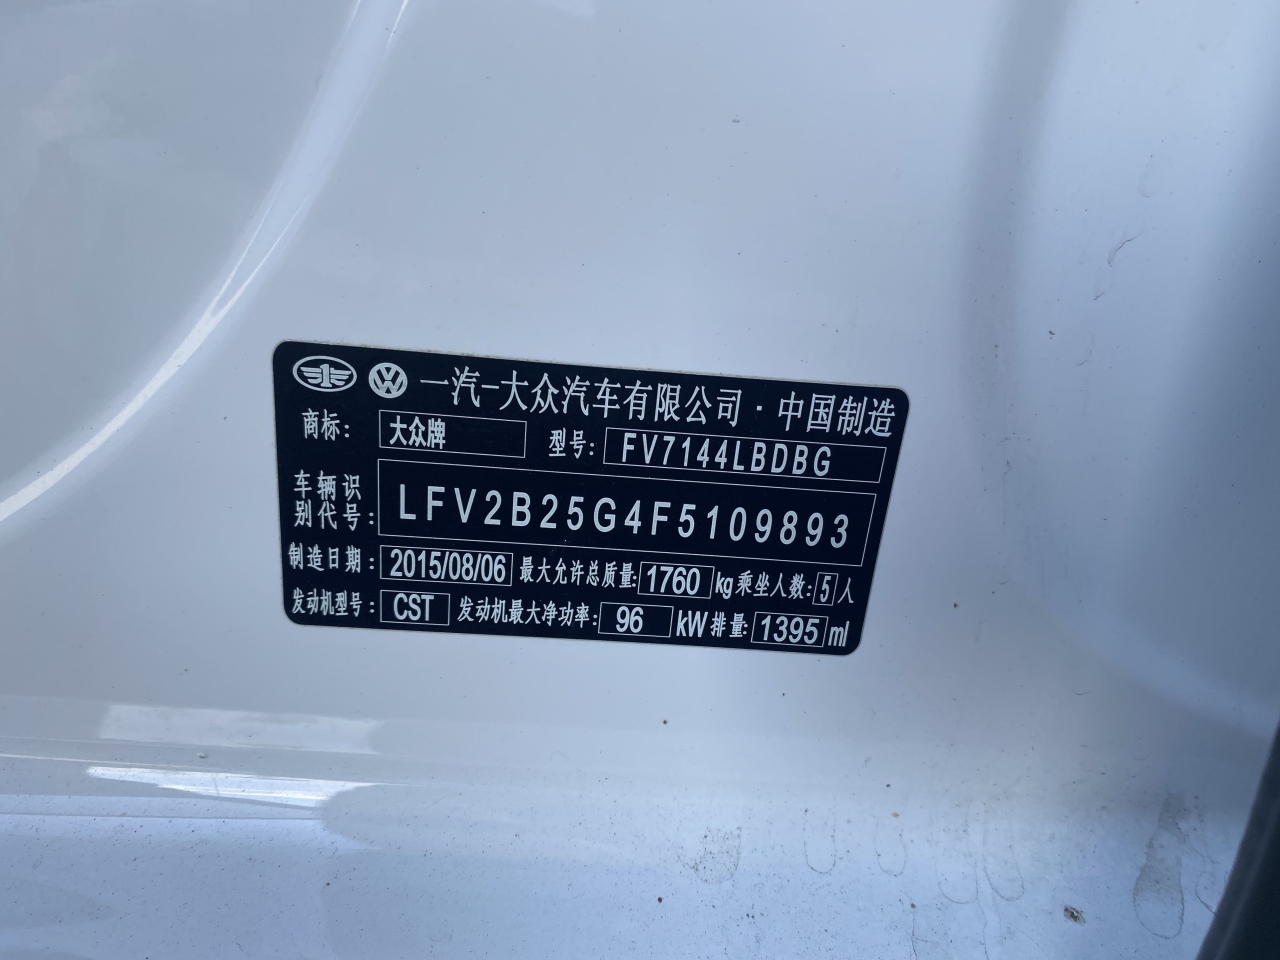 一汽-大众汽车有限公司·中国制造
商标: 大众牌 型号: FV7144LBDBG
车辆识别代号: LFV2B25G4F5109893
制造日期: 2015/08/06 最大允许总质量: 1760 kg 乘坐人数: 5 人
发动机型号: CST 发动机最大净功率: 96 kW 排量: 1395 ml